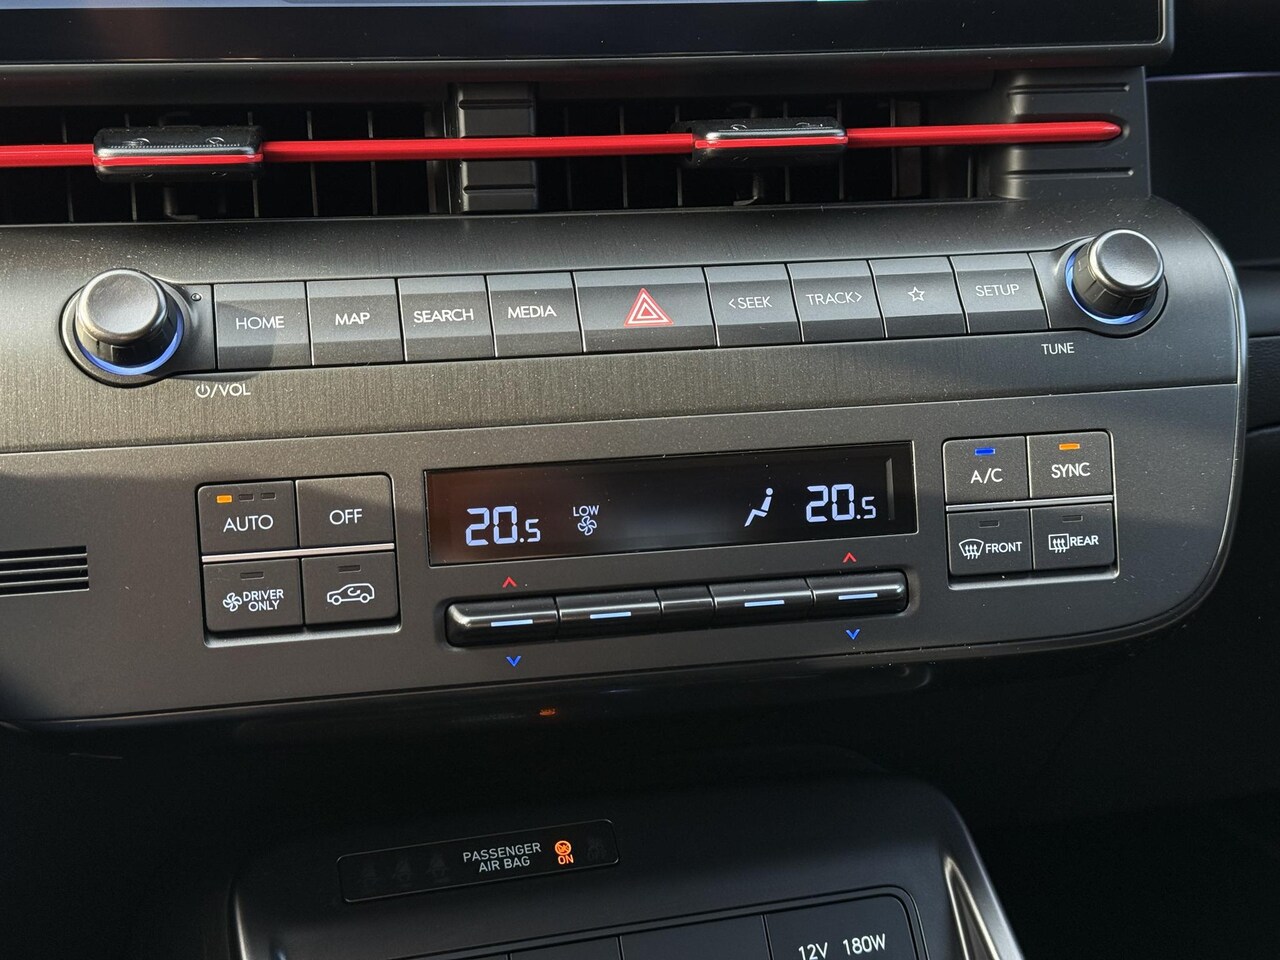 HOME
MAP
SEARCH
MEDIA
<SEEK
TRACK>
SETUP
/VOL
TUNE
AUTO
OFF
DRIVER
ONLY
20.5
LOW
20.5
A/C
SYNC
FRONT
REAR
PASSENGER
AIR BAG
ON
12V 180W